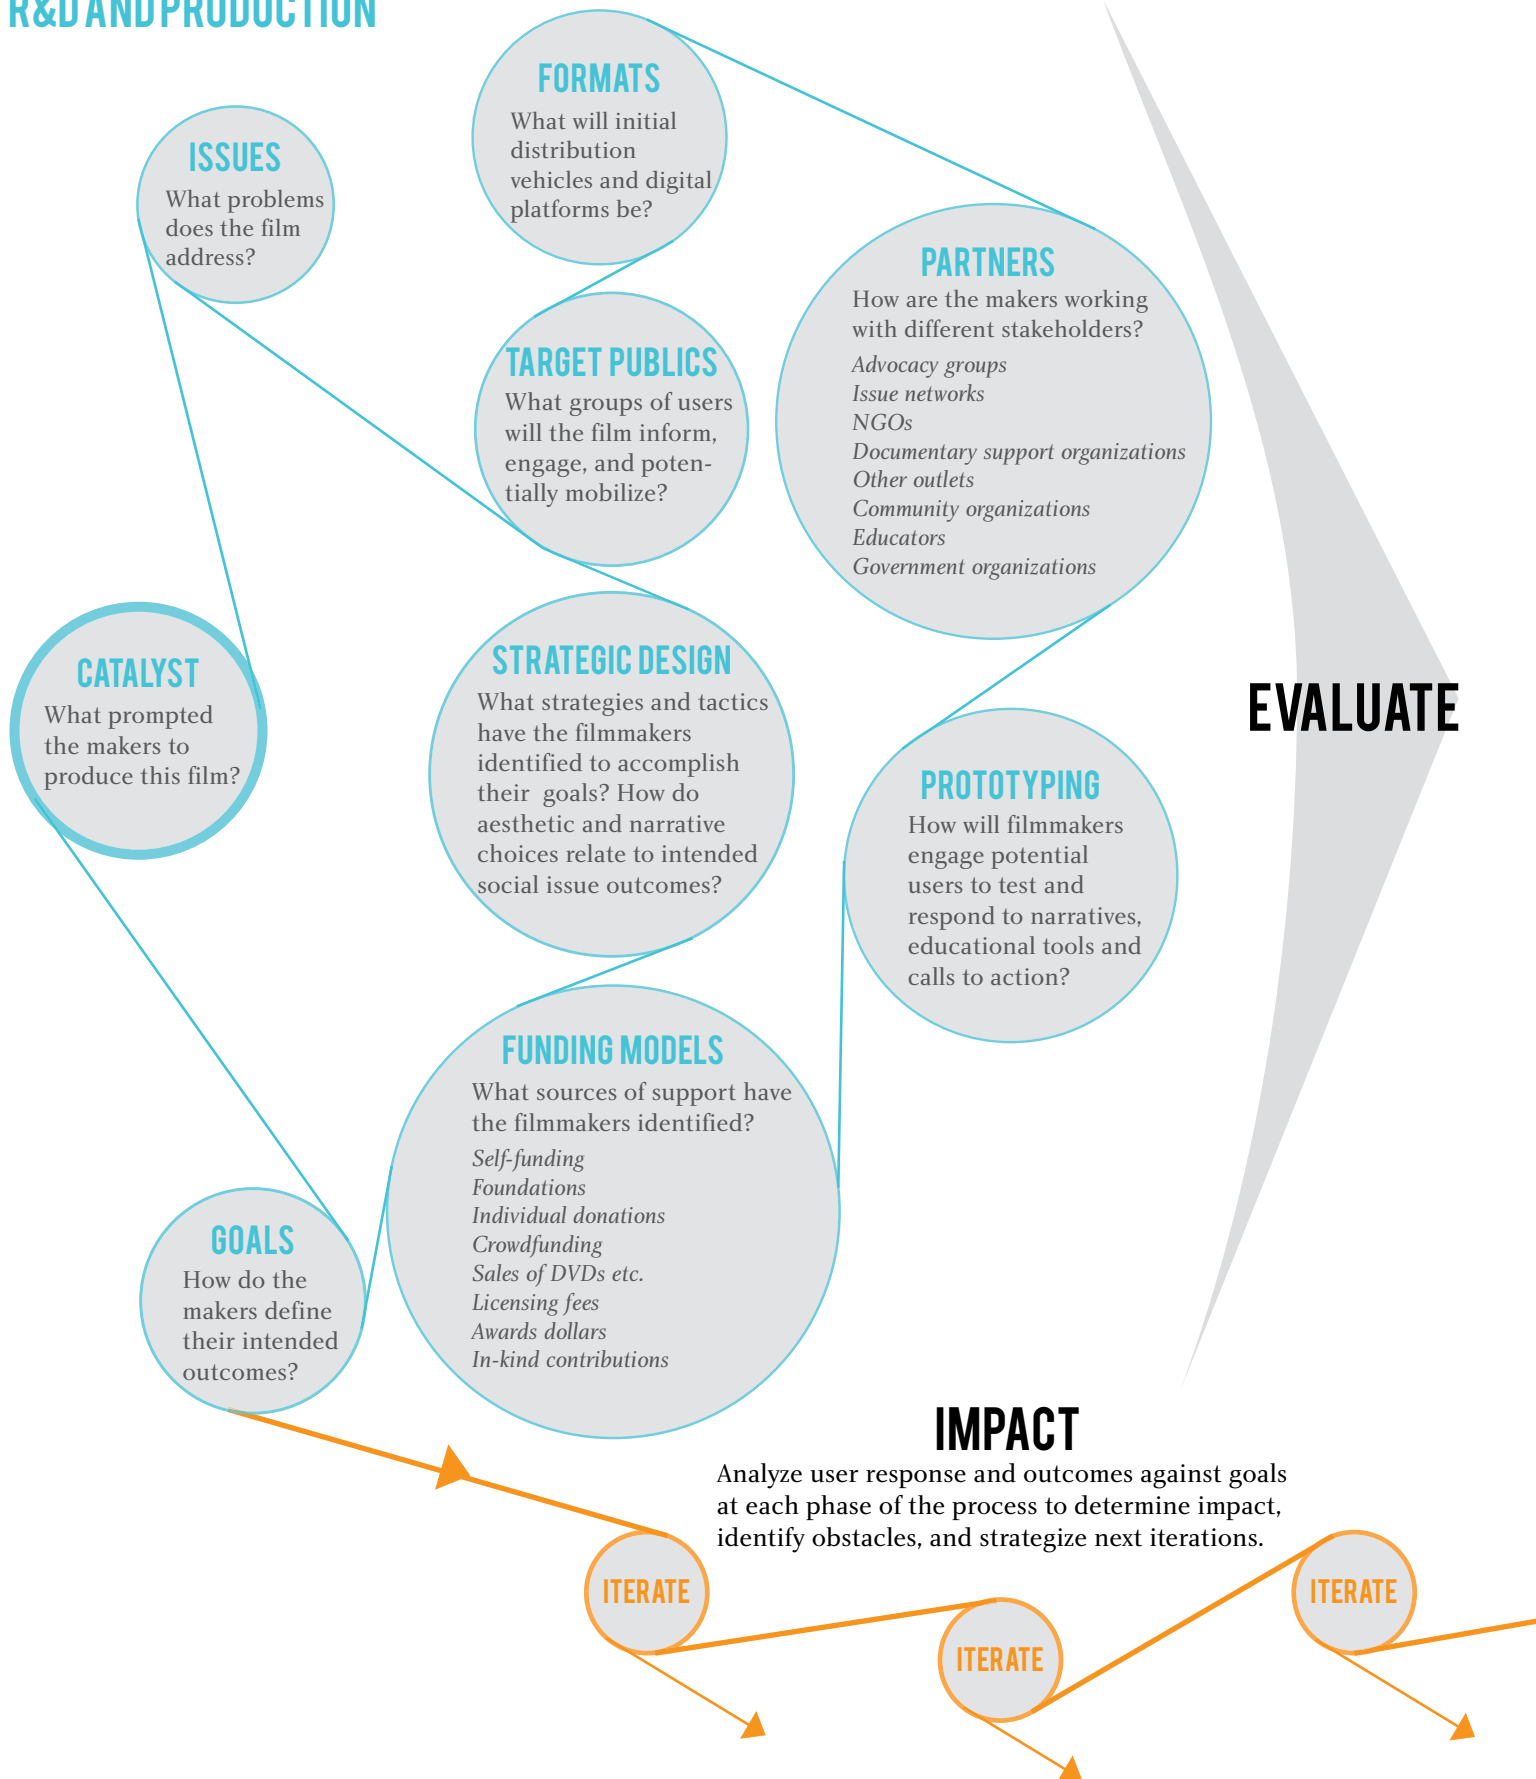 R&D AND PRODUCTION
FORMATS
What will initial
distribution
vehicles and digital
platforms be?
ISSUES
What problems
does the film
address?
PARTNERS
How are the makers working
with different stakeholders?
Advocacy groups
Issue networks
NGOs
Documentary support organizations
Other outlets
Community organizations
Educators
Government organizations
TARGET PUBLICS
What groups of users
will the film inform,
engage, and poten-
tially mobilize?
CATALYST
What prompted
the makers to
produce this film?
STRATEGIC DESIGN
What strategies and tactics
have the filmmakers
identified to accomplish
their goals? How do
aesthetic and narrative
choices relate to intended
social issue outcomes?
EVALUATE
PROTOTYPING
How will filmmakers
engage potential
users to test and
respond to narratives,
educational tools and
calls to action?
FUNDING MODELS
What sources of support have
the filmmakers identified?
Self-funding
Foundations
Individual donations
Crowdfunding
Sales of DVDs etc.
Licensing fees
Awards dollars
In-kind contributions
GOALS
How do the
makers define
their intended
outcomes?
IMPACT
Analyze user response and outcomes against goals
at each phase of the process to determine impact,
identify obstacles, and strategize next iterations.
ITERATE
ITERATE
ITERATE